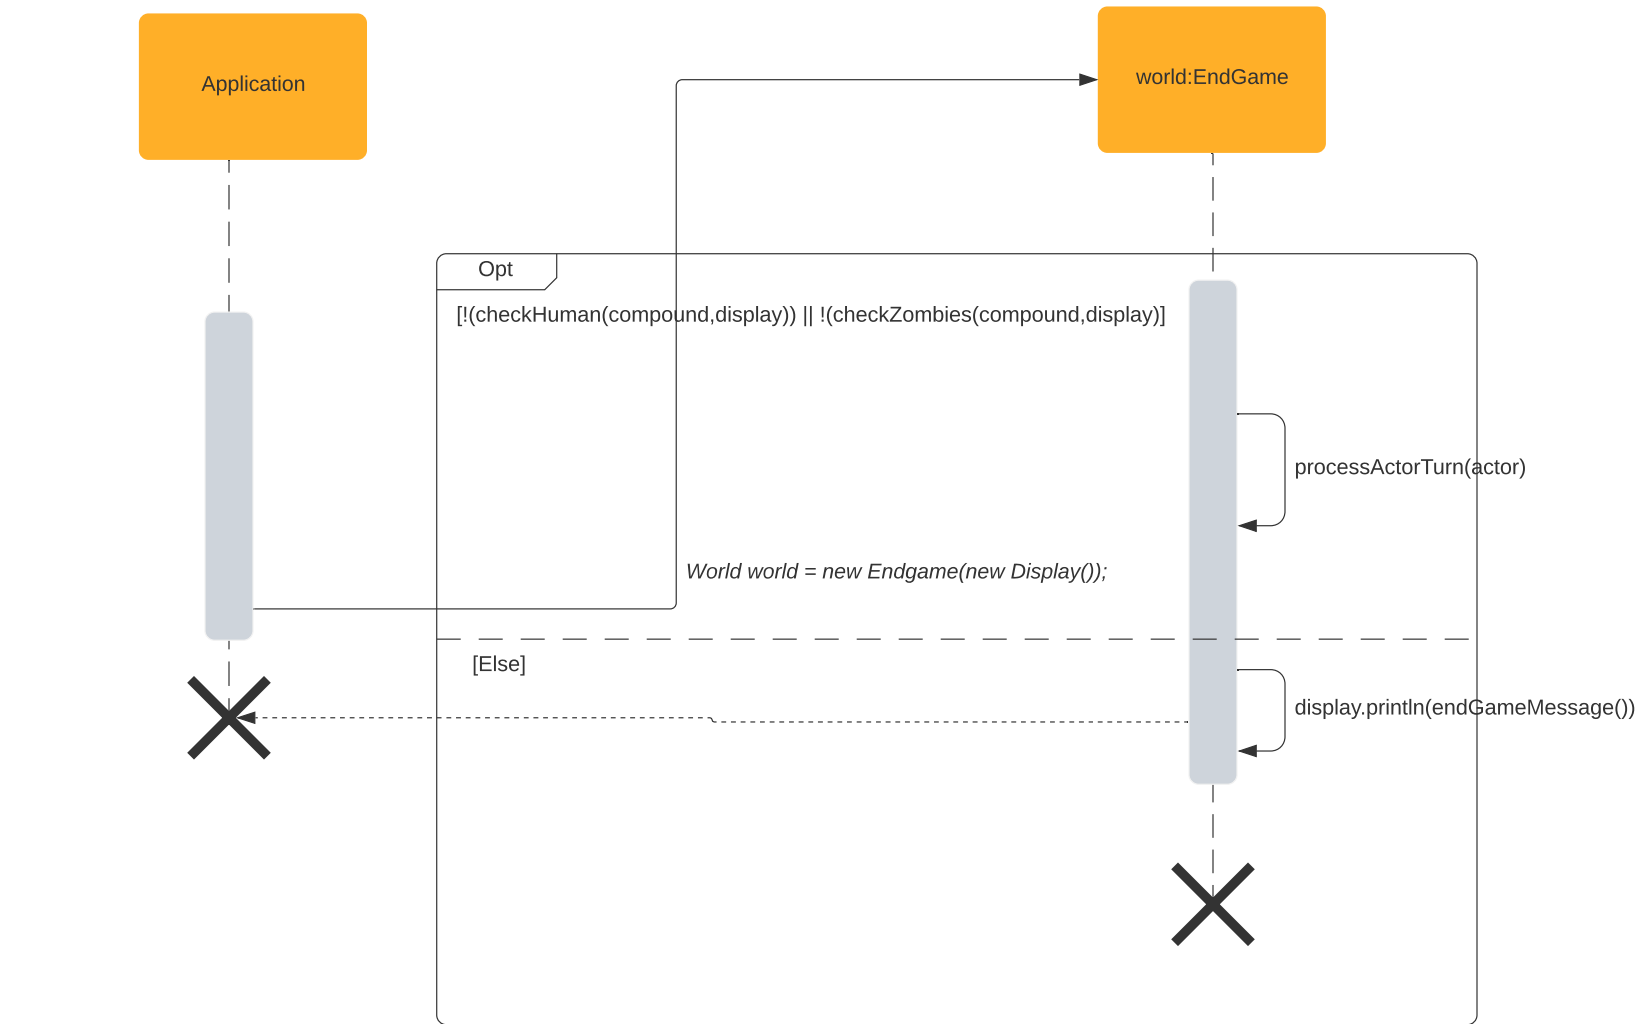 Application
world:EndGame
Opt
[!(checkHuman(compound,display)) || !(checkZombies(compound,display)]
processActorTurn(actor)
World world = new Endgame(new Display());
[Else]
display.println(endGameMessage())